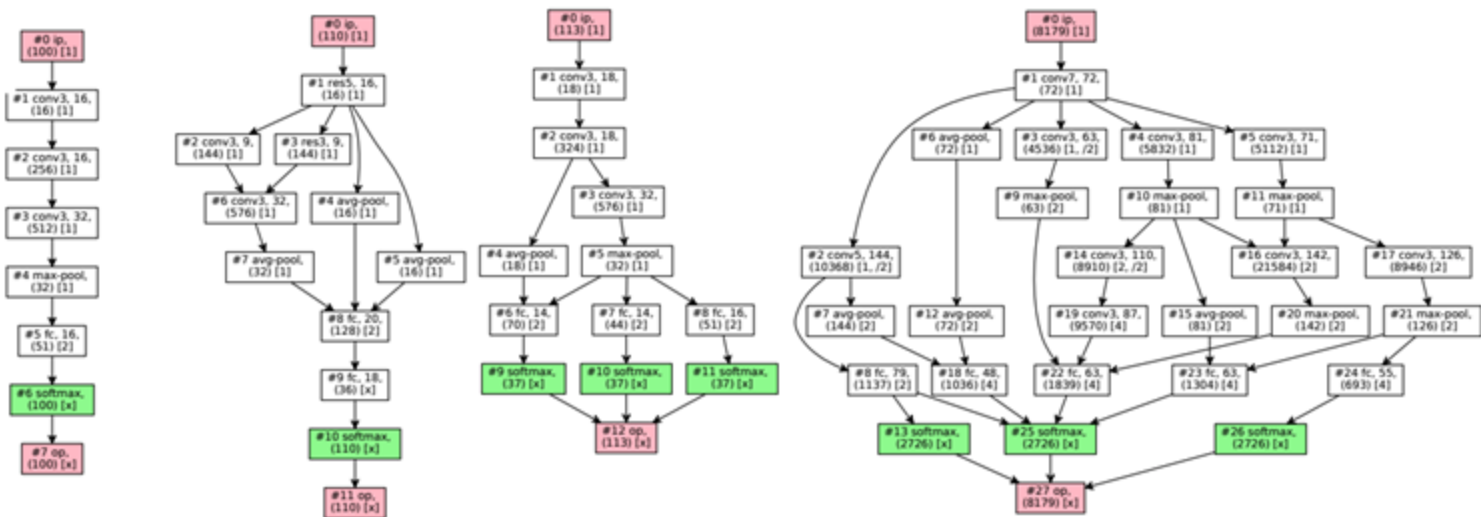 #0 ip,
(100) [1]
#1 conv3, 16,
(16) [1]
#2 conv3, 16,
(256) [1]
#3 conv3, 32,
(512) [1]
#4 max-pool,
(32) [1]
#5 fc, 16,
(51) [2]
#6 softmax,
(100) [x]
#7 op,
(100) [x]
#0 ip,
(110) [1]
#1 res5, 16,
(16) [1]
#2 conv3, 9,
(144) [1]
#3 res3, 9,
(144) [1]
#6 conv3, 32,
(576) [1]
#4 avg-pool,
(16) [1]
#7 avg-pool,
(32) [1]
#5 avg-pool,
(16) [1]
#8 fc, 20,
(128) [2]
#9 fc, 18,
(36) [x]
#10 softmax,
(110) [x]
#11 op,
(110) [x]
#0 ip,
(113) [1]
#1 conv3, 18,
(18) [1]
#2 conv3, 18,
(324) [1]
#3 conv3, 32,
(576) [1]
#4 avg-pool,
(18) [1]
#5 max-pool,
(32) [1]
#6 fc, 14,
(70) [2]
#7 fc, 14,
(44) [2]
#8 fc, 16,
(51) [2]
#9 softmax,
(37) [x]
#10 softmax,
(37) [x]
#11 softmax,
(37) [x]
#12 op,
(113) [x]
#0 ip,
(8179) [1]
#1 conv7, 72,
(72) [1]
#6 avg-pool,
(72) [1]
#3 conv3, 63,
(4536) [1, /2]
#4 conv3, 81,
(5832) [1]
#5 conv3, 71,
(5112) [1]
#9 max-pool,
(63) [2]
#10 max-pool,
(81) [1]
#11 max-pool,
(71) [1]
#2 conv5, 144,
(10368) [1, /2]
#14 conv3, 110,
(8910) [2, /2]
#16 conv3, 142,
(21584) [2]
#17 conv3, 126,
(8946) [2]
#7 avg-pool,
(144) [2]
#12 avg-pool,
(72) [2]
#19 conv3, 87,
(9570) [4]
#15 avg-pool,
(81) [2]
#20 max-pool,
(142) [2]
#21 max-pool,
(126) [2]
#8 fc, 79,
(1137) [2]
#18 fc, 48,
(1036) [4]
#22 fc, 63,
(1839) [4]
#23 fc, 63,
(1304) [4]
#24 fc, 55,
(693) [4]
#13 softmax,
(2726) [x]
#25 softmax,
(2726) [x]
#26 softmax,
(2726) [x]
#27 op,
(8179) [x]